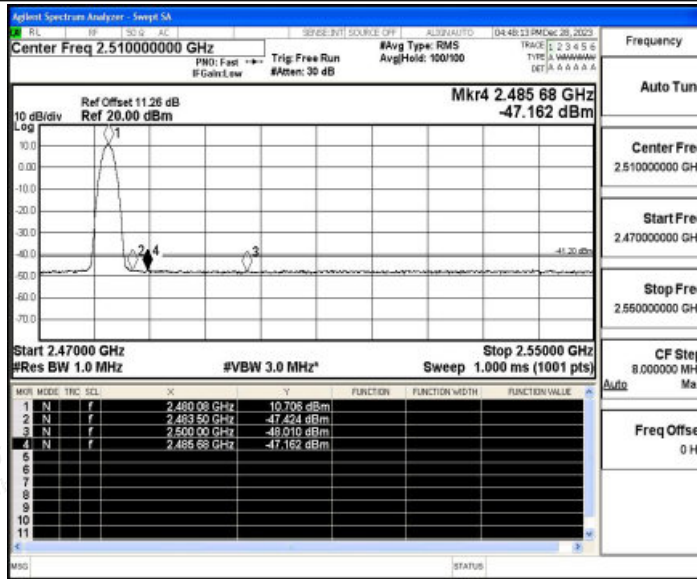 Agilent Spectrum Analyzer - Swept SA
RL RF 50 Ω AC SENSE:INT SOURCE OFF ALIGNAUTO 04:48:13 PM Dec 28, 2023
Center Freq 2.510000000 GHz
PNO: Fast
IFGain:Low
Trig: Free Run
#Atten: 30 dB
#Avg Type: RMS
Avg|Hold: 100/100
TRACE 1 2 3 4 5 6
TYPE A WWWWW
DET A A A A A A
Ref Offset 11.26 dB
10 dB/div Ref 20.00 dBm
Log
Mkr4 2.485 68 GHz
-47.162 dBm
10.0
0.00
-10.0
-20.0
-30.0
-40.0
-50.0
-60.0
-70.0
1
2 4 3
-41.20 dBm
Start 2.47000 GHz Stop 2.55000 GHz
#Res BW 1.0 MHz #VBW 3.0 MHz* Sweep 1.000 ms (1001 pts)
MKR MODE TRC SCL X Y FUNCTION FUNCTION WIDTH FUNCTION VALUE
1 N f 2.480 08 GHz 10.706 dBm
2 N f 2.483 50 GHz -47.424 dBm
3 N f 2.500 00 GHz -48.010 dBm
4 N f 2.485 68 GHz -47.162 dBm
5
6
7
8
9
10
11
MSG STATUS
Frequency
Auto Tun
Center Fre
2.510000000 GH
Start Fre
2.470000000 GH
Stop Fre
2.550000000 GH
CF Step
8.000000 MH
Auto Ma
Freq Offse
0 H